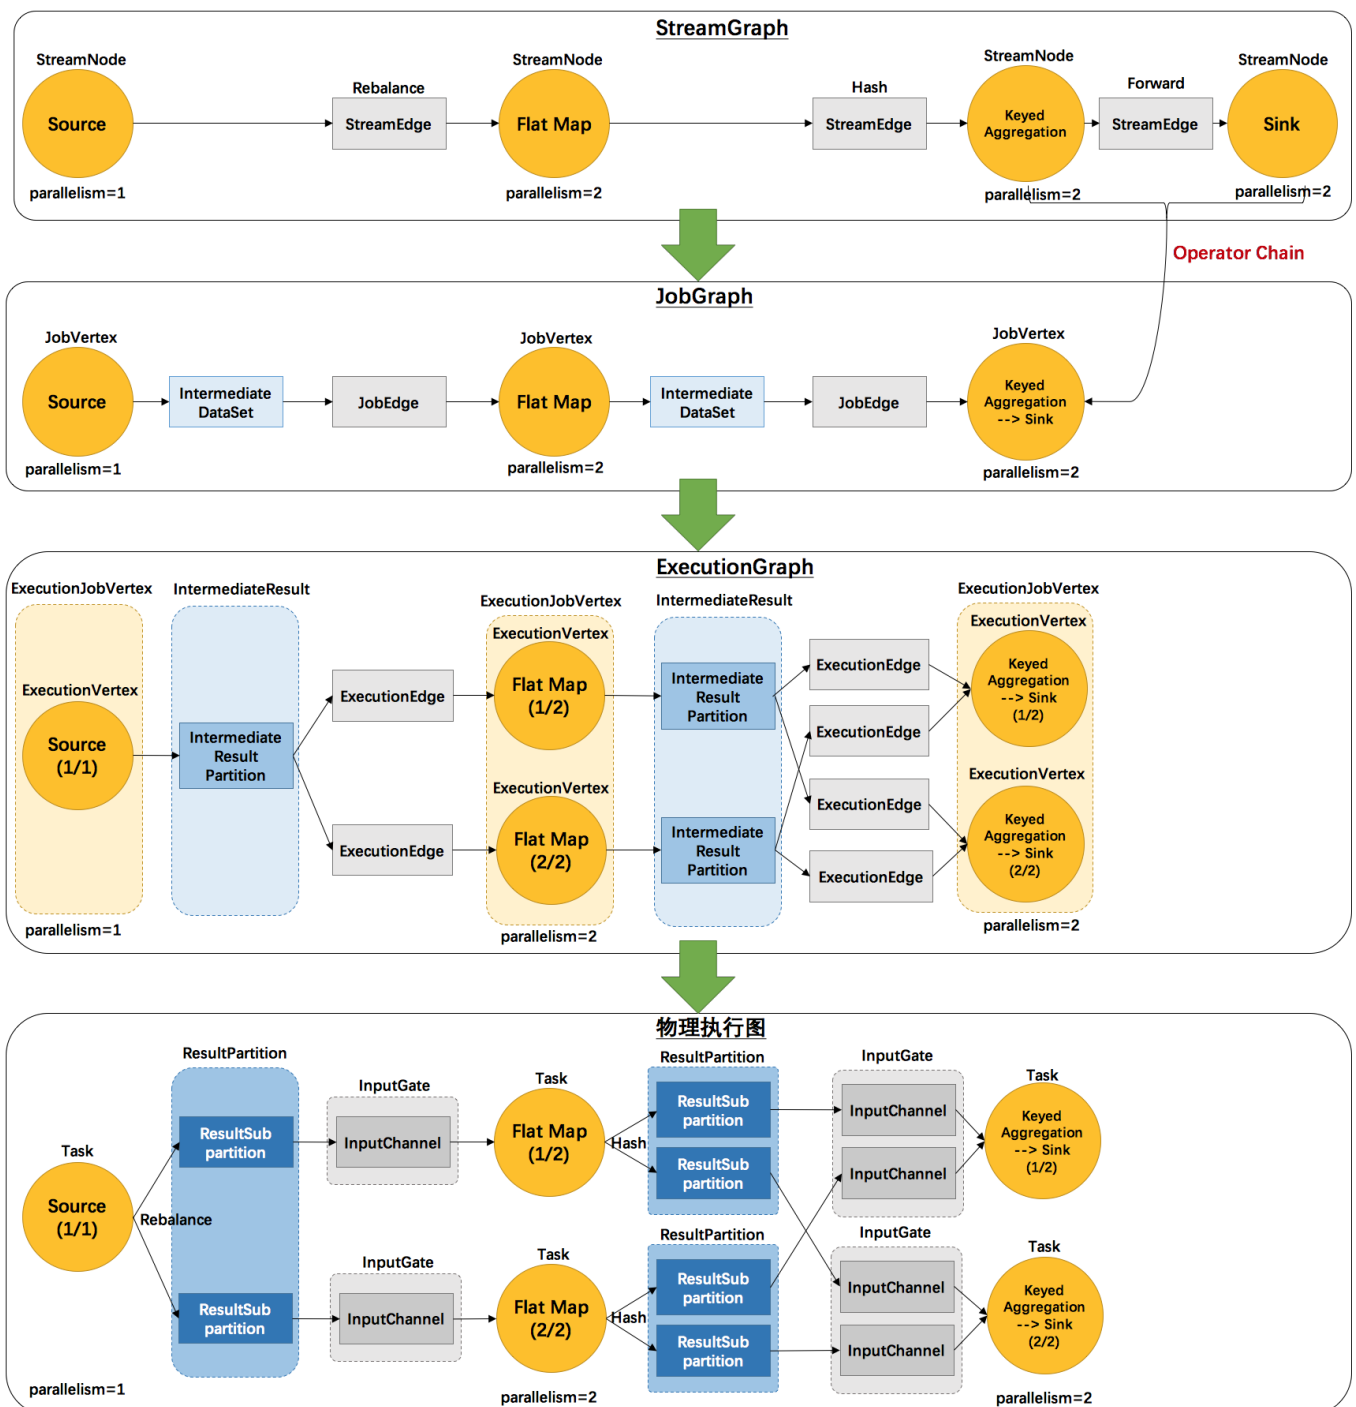 StreamGraph
StreamNode
StreamNode
StreamNode
StreamNode
Rebalance
Hash
Forward
Source
StreamEdge
Flat Map
StreamEdge
Keyed
Aggregation
StreamEdge
Sink
parallelism=1
parallelism=2
parallelism=2
parallelism=2
Operator Chain
JobGraph
JobVertex
JobVertex
JobVertex
Source
Intermediate
DataSet
JobEdge
Flat Map
Intermediate
DataSet
JobEdge
Keyed
Aggregation
--> Sink
parallelism=1
parallelism=2
parallelism=2
ExecutionGraph
ExecutionJobVertex
IntermediateResult
ExecutionJobVertex
IntermediateResult
ExecutionJobVertex
ExecutionVertex
Source
(1/1)
Intermediate
Result
Partition
ExecutionEdge
ExecutionEdge
ExecutionVertex
Flat Map
(1/2)
ExecutionVertex
Flat Map
(2/2)
Intermediate
Result
Partition
Intermediate
Result
Partition
ExecutionEdge
ExecutionEdge
ExecutionEdge
ExecutionEdge
ExecutionVertex
Keyed
Aggregation
--> Sink
(1/2)
ExecutionVertex
Keyed
Aggregation
--> Sink
(2/2)
parallelism=1
parallelism=2
parallelism=2
物理执行图
Task
Source
(1/1)
Rebalance
ResultPartition
ResultSub
partition
ResultSub
partition
InputGate
InputChannel
InputGate
InputChannel
Task
Flat Map
(1/2)
Hash
Task
Flat Map
(2/2)
Hash
ResultPartition
ResultSub
partition
ResultSub
partition
ResultPartition
ResultSub
partition
ResultSub
partition
InputGate
InputChannel
InputChannel
InputGate
InputChannel
InputChannel
Task
Keyed
Aggregation
--> Sink
(1/2)
Task
Keyed
Aggregation
--> Sink
(2/2)
parallelism=1
parallelism=2
parallelism=2